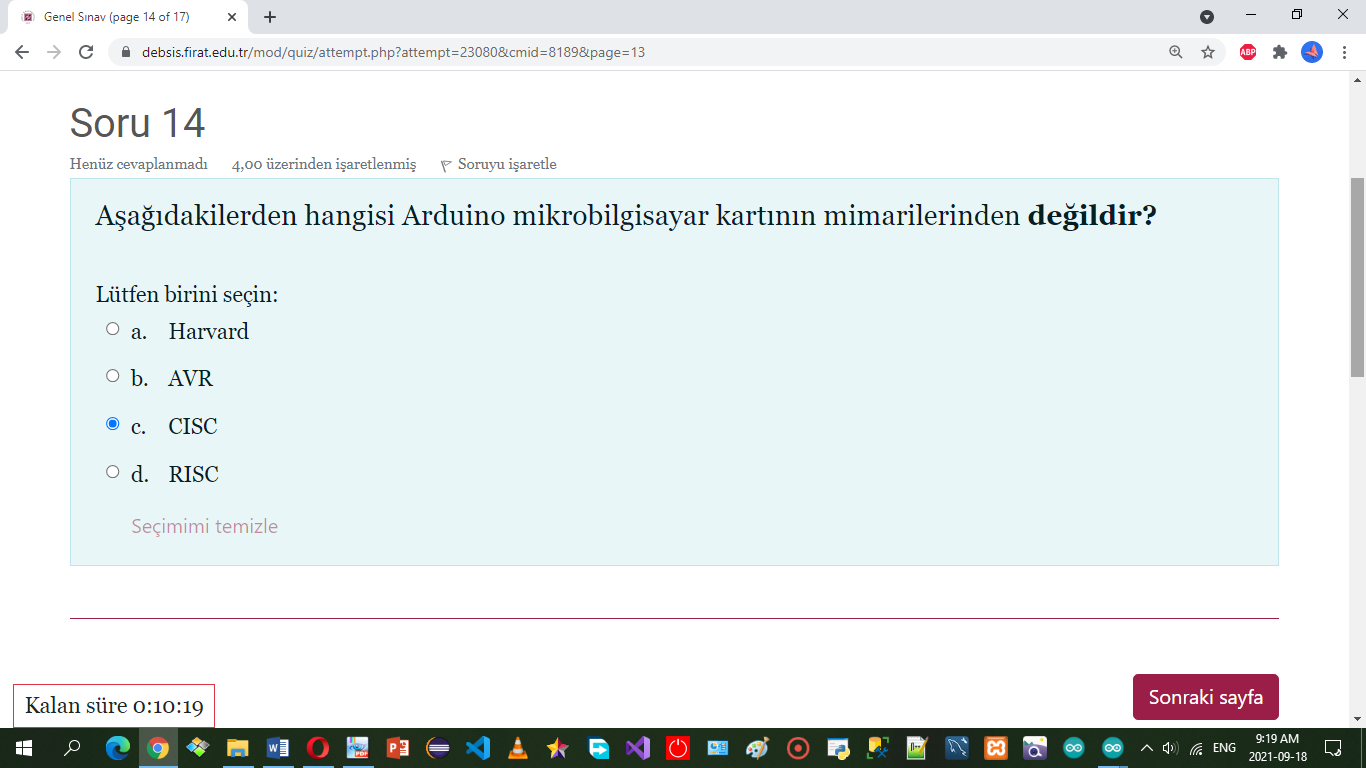 Genel Sınav (page 14 of 17)
debsis.firat.edu.tr/mod/quiz/attempt.php?attempt=23080&cmid=8189&page=13
ABP
Soru 14
Henüz cevaplanmadı 4,00 üzerinden işaretlenmiş Soruyu işaretle
Aşağıdakilerden hangisi Arduino mikrobilgisayar kartının mimarilerinden değildir?
Lütfen birini seçin:
a. Harvard
b. AVR
c. CISC
d. RISC
Seçimimi temizle
Sonraki sayfa
Kalan süre 0:10:19
ENG
9:19 AM
2021-09-18